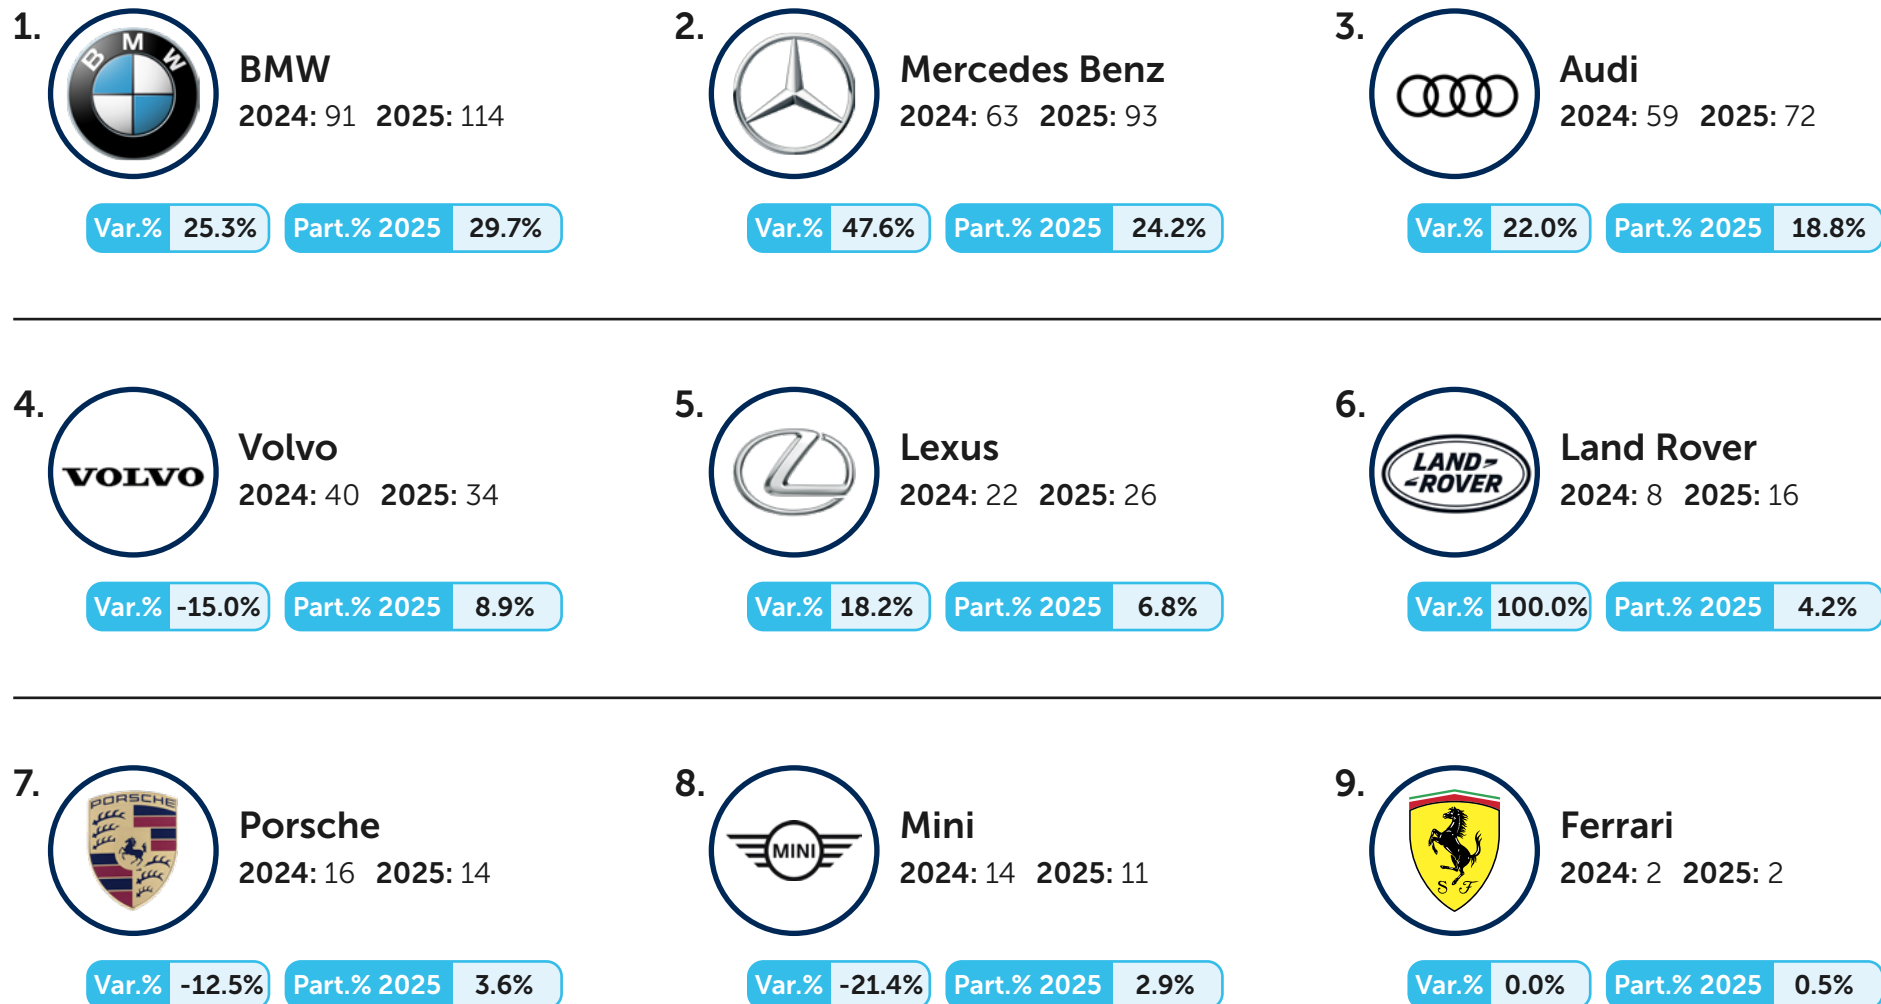 1.
BMW
BMW
2024: 91 2025: 114
Var.% 25.3% Part.% 2025 29.7%
2.
Mercedes Benz
2024: 63 2025: 93
Var.% 47.6% Part.% 2025 24.2%
3.
Audi
2024: 59 2025: 72
Var.% 22.0% Part.% 2025 18.8%
4.
VOLVO
Volvo
2024: 40 2025: 34
Var.% -15.0% Part.% 2025 8.9%
5.
Lexus
2024: 22 2025: 26
Var.% 18.2% Part.% 2025 6.8%
6.
LAND
ROVER
Land Rover
2024: 8 2025: 16
Var.% 100.0% Part.% 2025 4.2%
7.
PORSCHE
Porsche
2024: 16 2025: 14
Var.% -12.5% Part.% 2025 3.6%
8.
MINI
Mini
2024: 14 2025: 11
Var.% -21.4% Part.% 2025 2.9%
9.
S F
Ferrari
2024: 2 2025: 2
Var.% 0.0% Part.% 2025 0.5%